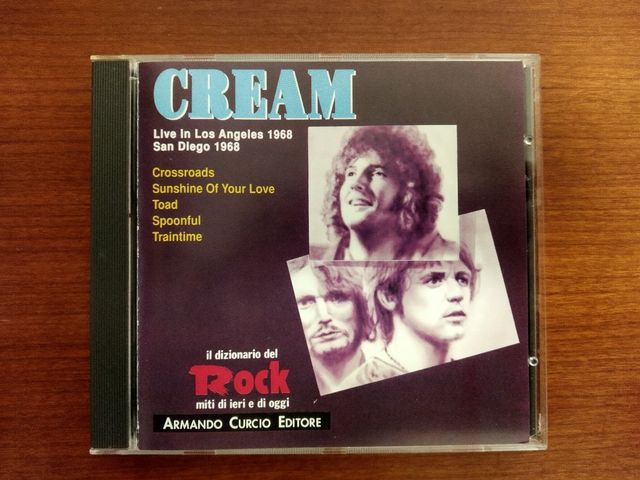 CREAM
Live In Los Angeles 1968
San Diego 1968
Crossroads
Sunshine Of Your Love
Toad
Spoonful
Traintime
il dizionario del
Rock
miti di ieri e di oggi
ARMANDO CURCIO EDITORE